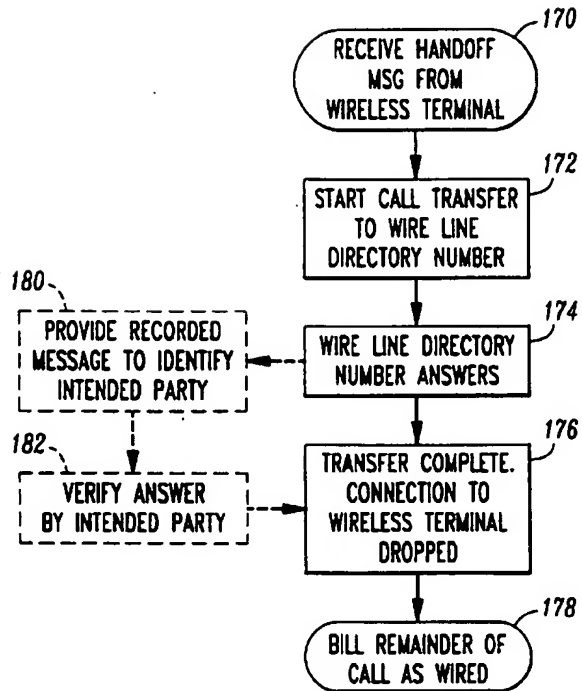 170
RECEIVE HANDOFF
MSG FROM
WIRELESS TERMINAL
172
START CALL TRANSFER
TO WIRE LINE
DIRECTORY NUMBER
174
WIRE LINE DIRECTORY
NUMBER ANSWERS
180
PROVIDE RECORDED
MESSAGE TO IDENTIFY
INTENDED PARTY
182
VERIFY ANSWER
BY INTENDED PARTY
176
TRANSFER COMPLETE.
CONNECTION TO
WIRELESS TERMINAL
DROPPED
178
BILL REMAINDER OF
CALL AS WIRED